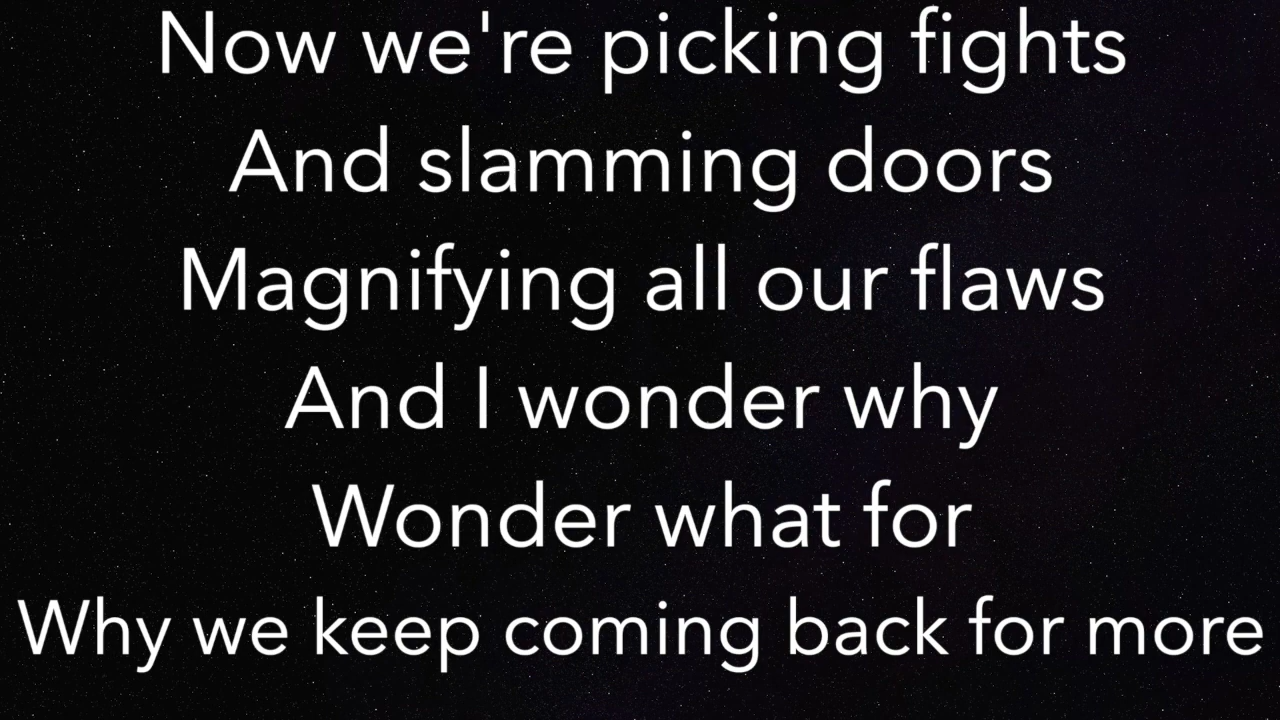 Now we're picking fights
And slamming doors
Magnifying all our flaws
And I wonder why
Wonder what for
Why we keep coming back for more